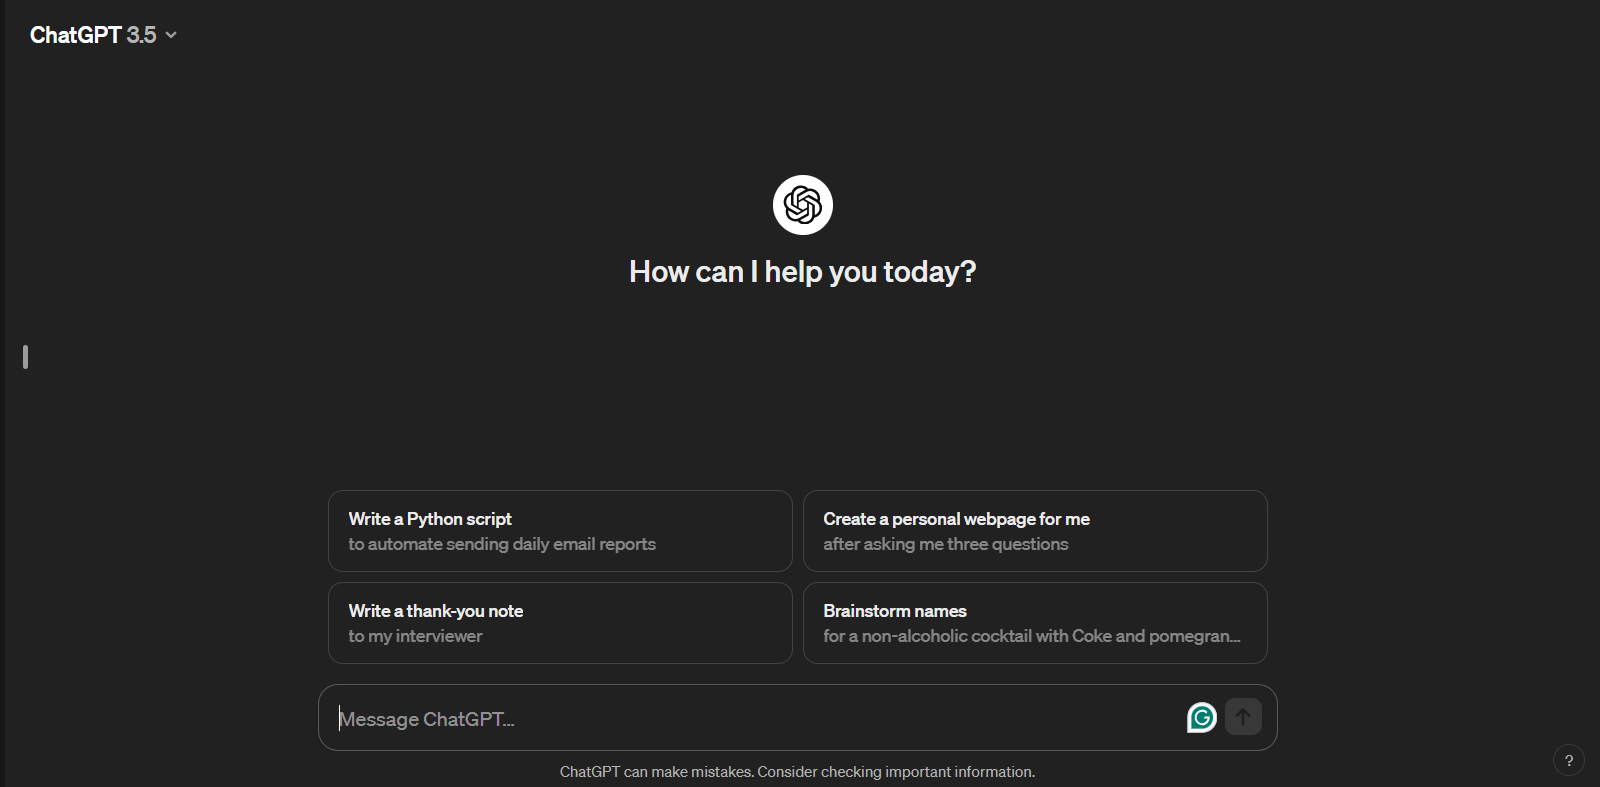 ChatGPT 3.5
How can I help you today?
Write a Python script
to automate sending daily email reports
Create a personal webpage for me
after asking me three questions
Write a thank-you note
to my interviewer
Brainstorm names
for a non-alcoholic cocktail with Coke and pomegran...
Message ChatGPT...
G
ChatGPT can make mistakes. Consider checking important information.
?